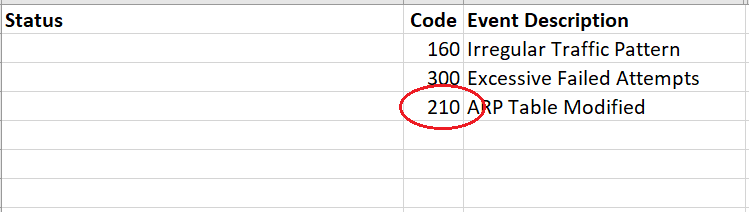 Status Code Event Description
160 Irregular Traffic Pattern
300 Excessive Failed Attempts
210 ARP Table Modified